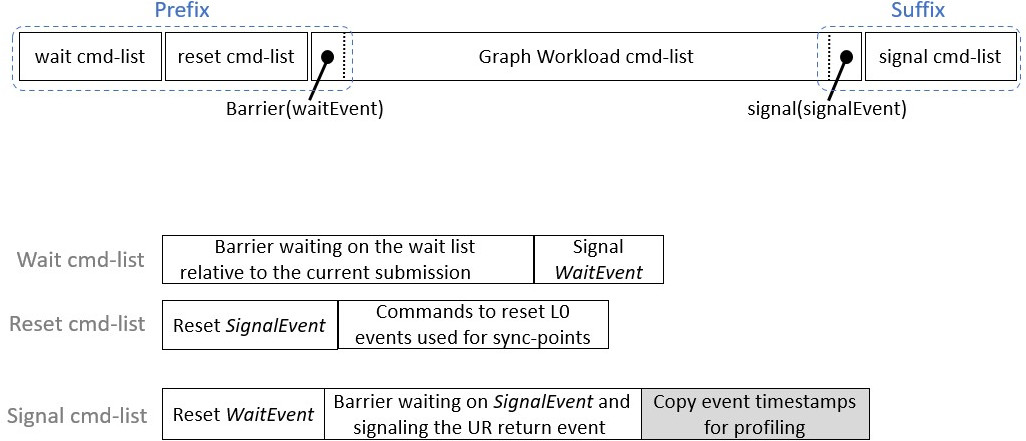 Prefix
Suffix
wait cmd-list
reset cmd-list
Graph Workload cmd-list
signal cmd-list
Barrier(waitEvent)
signal(signalEvent)
Wait cmd-list
Barrier waiting on the wait list
relative to the current submission
Signal
WaitEvent
Reset cmd-list
Reset SignalEvent
Commands to reset L0
events used for sync-points
Signal cmd-list
Reset WaitEvent
Barrier waiting on SignalEvent and
signaling the UR return event
Copy event timestamps
for profiling